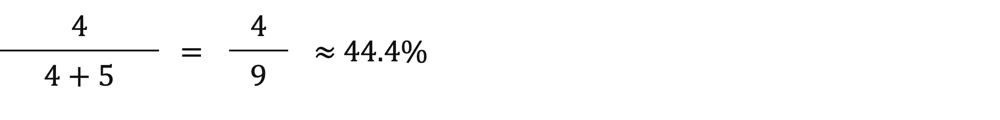 4/(4 + 5) = 4/9 ≈ 44.4%